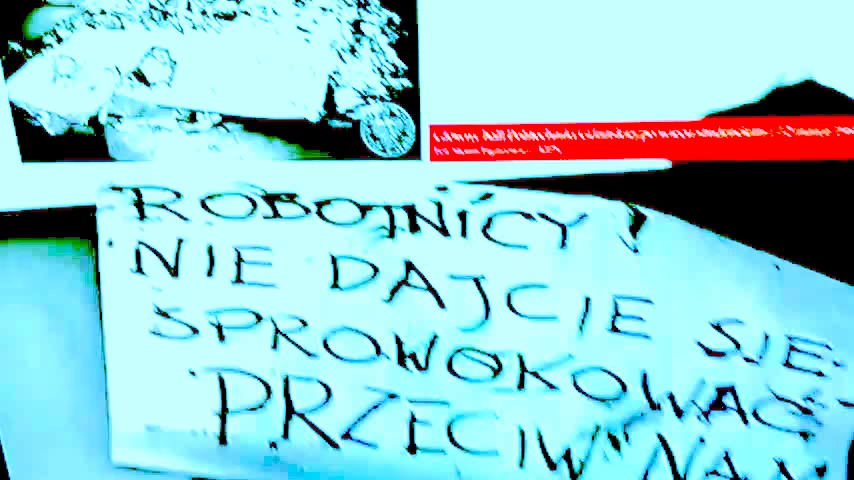 ROBOTNICY!
NIE DAJCIE SIĘ
SPROWOKOWAĆ
PRZECIW NAM